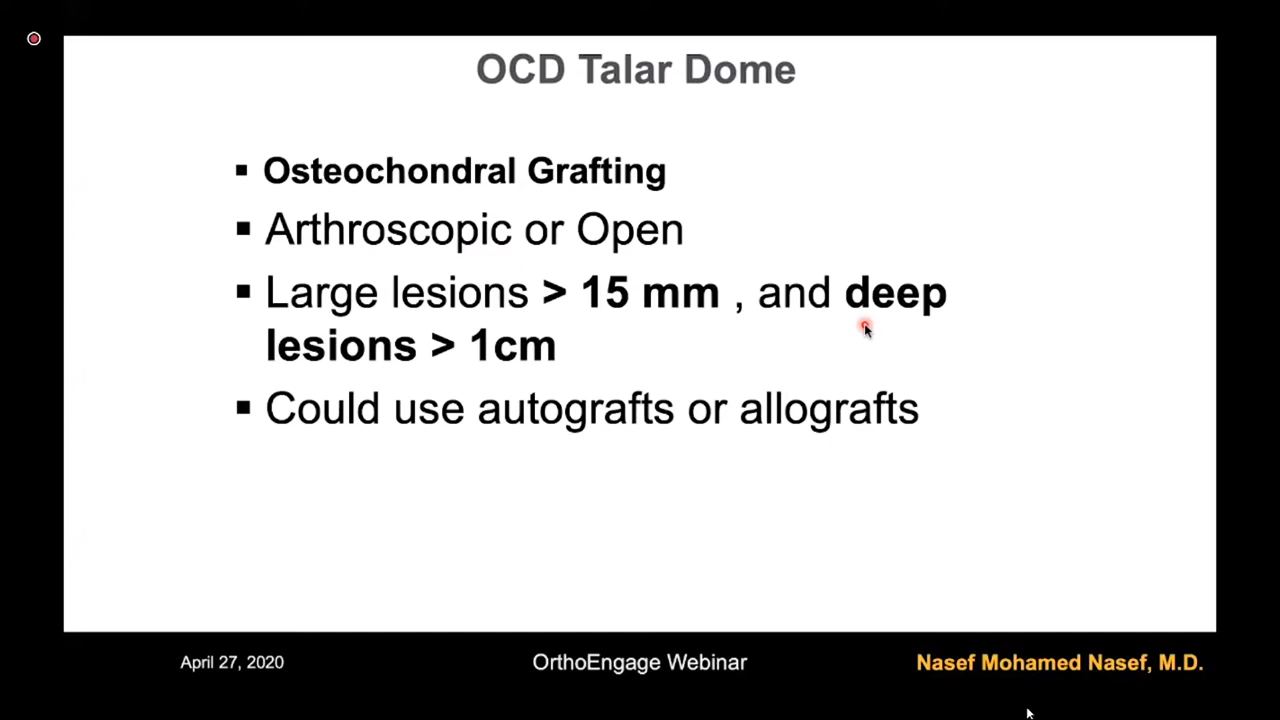 OCD Talar Dome
▪ Osteochondral Grafting
▪ Arthroscopic or Open
▪ Large lesions > 15 mm , and deep
lesions > 1cm
▪ Could use autografts or allografts
April 27, 2020
OrthoEngage Webinar
Nasef Mohamed Nasef, M.D.